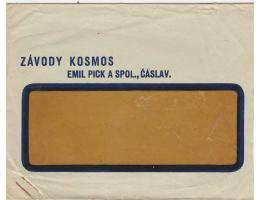 ZÁVODY KOSMOS
EMIL PICK A SPOL., ČÁSLAV.